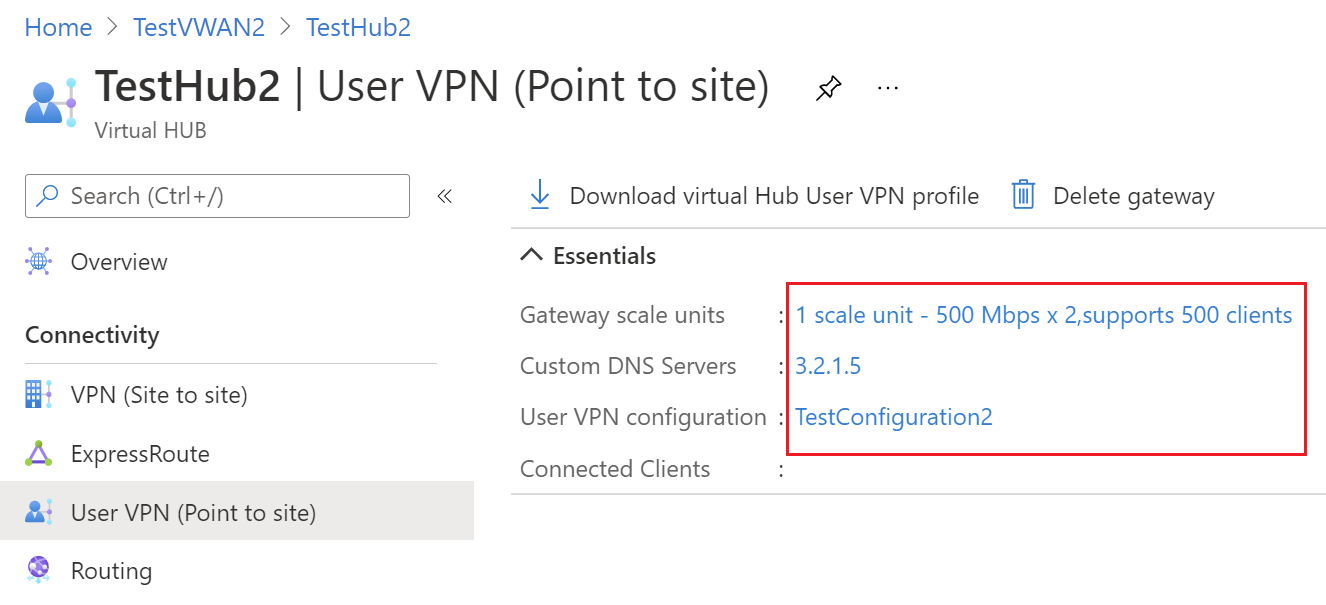 Home > TestVWAN2 > TestHub2
TestHub2 | User VPN (Point to site) ...
Virtual HUB
Search (Ctrl+/) «
Download virtual Hub User VPN profile Delete gateway
Overview
Essentials
Gateway scale units : 1 scale unit - 500 Mbps x 2,supports 500 clients
Connectivity
Custom DNS Servers : 3.2.1.5
VPN (Site to site)
User VPN configuration : TestConfiguration2
ExpressRoute
Connected Clients :
User VPN (Point to site)
Routing